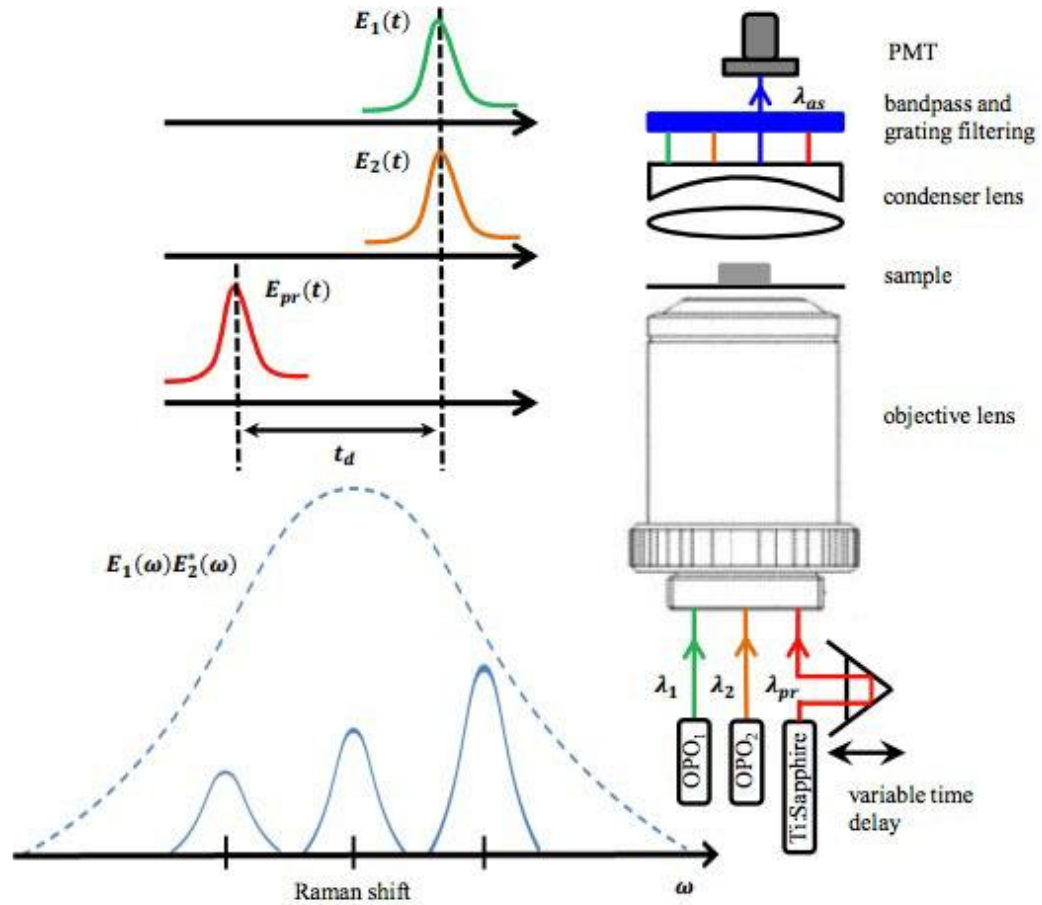 E₁(t)
E₂(t)
Eₚᵣ(t)
t_d
E₁(ω)E₂*(ω)
Raman shift
ω
PMT
λₐₛ
bandpass and
grating filtering
condenser lens
sample
objective lens
λ₁
λ₂
λₚᵣ
OPO₁
OPO₂
Ti:Sapphire
variable time
delay